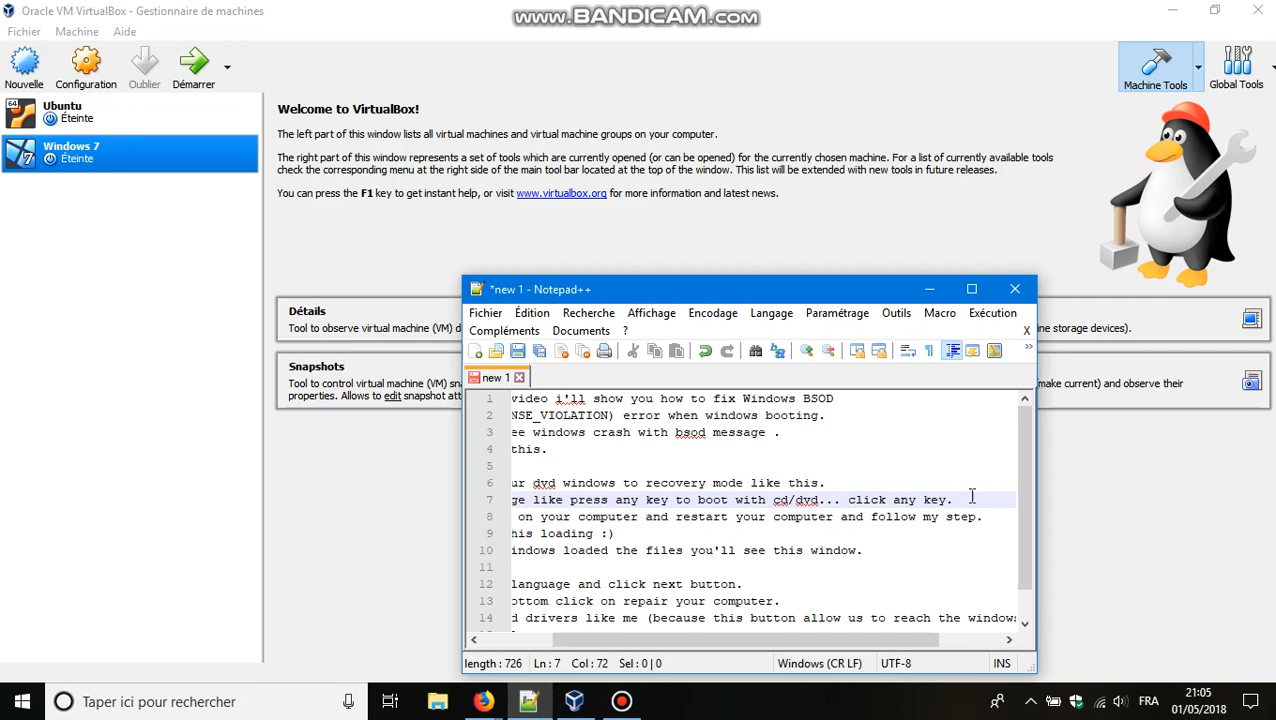 Oracle VM VirtualBox - Gestionnaire de machines
WWW.BANDICAM.COM
Fichier Machine Aide
Nouvelle Configuration Oublier Démarrer
Machine Tools Global Tools
64 Ubuntu
Éteinte
Windows 7
7 Éteinte
Welcome to VirtualBox!
The left part of this window lists all virtual machines and virtual machine groups on your computer.
The right part of this window represents a set of tools which are currently opened (or can be opened) for the currently chosen machine. For a list of currently available tools
check the corresponding menu at the right side of the main tool bar located at the top of the window. This list will be extended with new tools in future releases.
You can press the F1 key to get instant help, or visit www.virtualbox.org for more information and latest news.
Détails
Tool to observe virtual machine (VM) d
ine storage devices).
Snapshots
Tool to control virtual machine (VM) sna
make current) and observe their
properties. Allows to edit snapshot att
*new 1 - Notepad++
Fichier Édition Recherche Affichage Encodage Langage Paramétrage Outils Macro Exécution
Compléments Documents ? X
new 1
1 video i'll show you how to fix Windows BSOD
2 NSE_VIOLATION) error when windows booting.
3 ee windows crash with bsod message .
4 this.
5
6 ur dvd windows to recovery mode like this.
7 ge like press any key to boot with cd/dvd... click any key.
8 on your computer and restart your computer and follow my step.
9 his loading :)
10 indows loaded the files you'll see this window.
11
12 language and click next button.
13 ottom click on repair your computer.
14 d drivers like me (because this button allow us to reach the windows
length : 726 Ln : 7 Col : 72 Sel : 0 | 0 Windows (CR LF) UTF-8 INS
Taper ici pour rechercher
FRA
21:05
01/05/2018